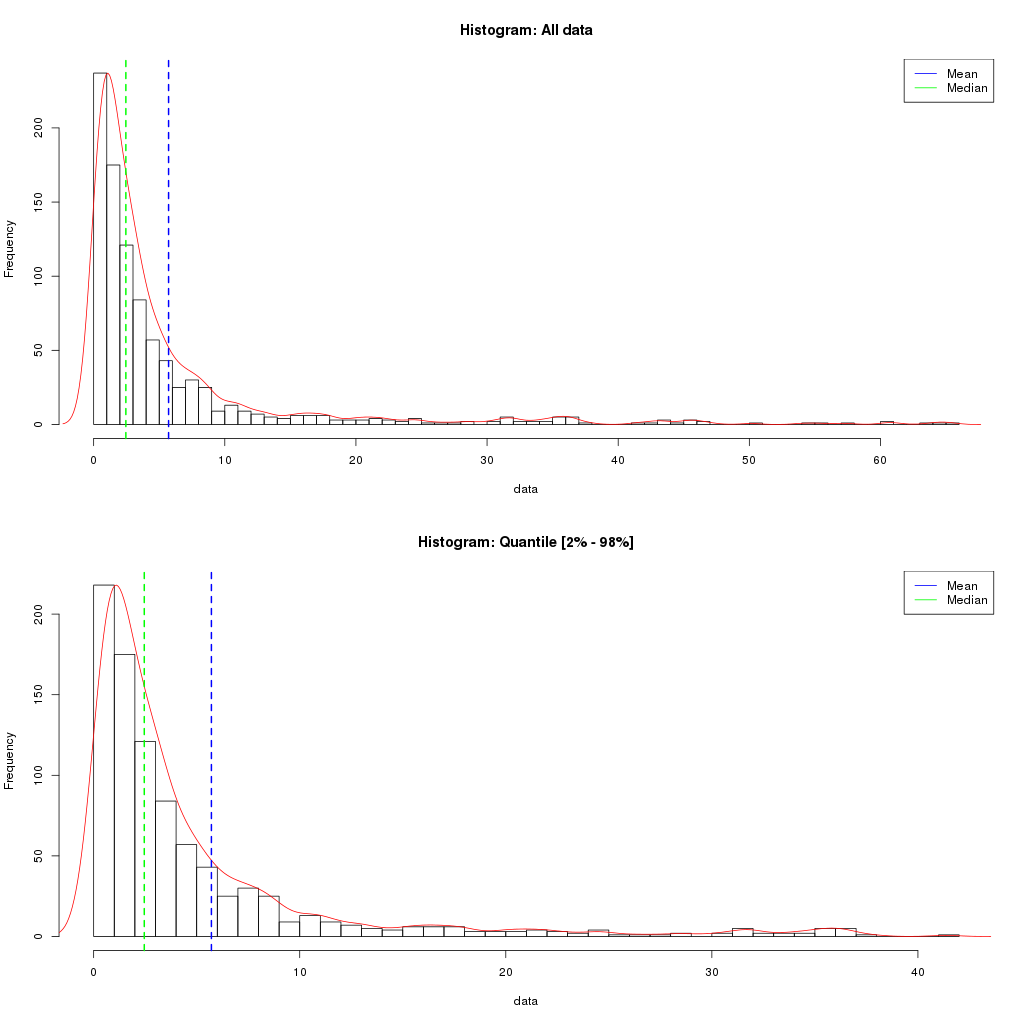 Histogram: All data
Mean
Median
Frequency
0 50 100 150 200
0 10 20 30 40 50 60
data
Histogram: Quantile [2% - 98%]
Mean
Median
Frequency
0 50 100 150 200
0 10 20 30 40
data